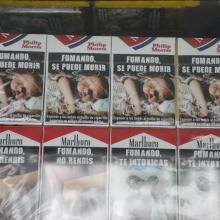 Philip Morris
Philip Morris
Philip Morris
Philip Morris
FUMANDO,
SE PUEDE MORIR
FUMANDO,
SE PUEDE MORIR
FUMANDO,
SE PUEDE MORIR
FUMANDO,
SE PUEDE MORIR
Marlboro
Marlboro
Marlboro
Marlboro
FUMANDO,
NO RENDIS
FUMANDO,
NO RENDIS
FUMANDO,
TE INTOXICAS
FUMANDO,
TE INTOXICAS